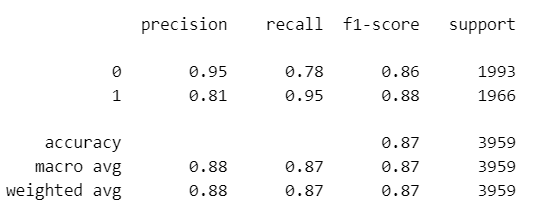 precision recall f1-score support
0 0.95 0.78 0.86 1993
1 0.81 0.95 0.88 1966
accuracy 0.87 3959
macro avg 0.88 0.87 0.87 3959
weighted avg 0.88 0.87 0.87 3959